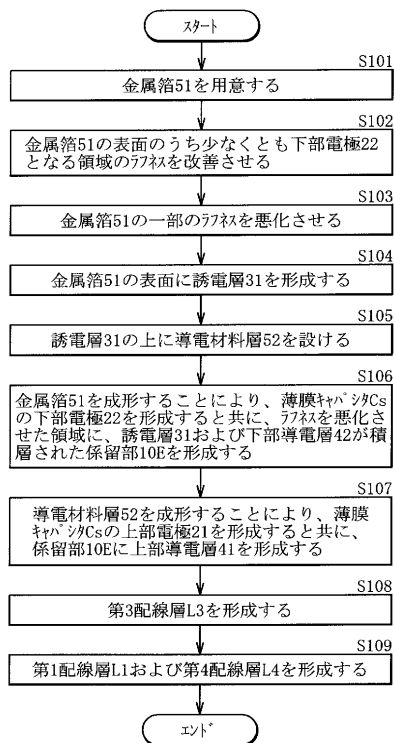 スタート
S101
金属箔51を用意する
S102
金属箔51の表面のうち少なくとも下部電極22
となる領域のラフネスを改善させる
S103
金属箔51の一部のラフネスを悪化させる
S104
金属箔51の表面に誘電層31を形成する
S105
誘電層31の上に導電材料層52を設ける
S106
金属箔51を成形することにより、薄膜キャパシタCs
の下部電極22を形成すると共に、ラフネスを悪化さ
せた領域に、誘電層31および下部導電層42が積
層された係留部10Eを形成する
S107
導電材料層52を成形することにより、薄膜
キャパシタCsの上部電極21を形成すると共に、
係留部10Eに上部導電層41を形成する
S108
第3配線層L3を形成する
S109
第1配線層L1および第4配線層L4を形成する
エンド